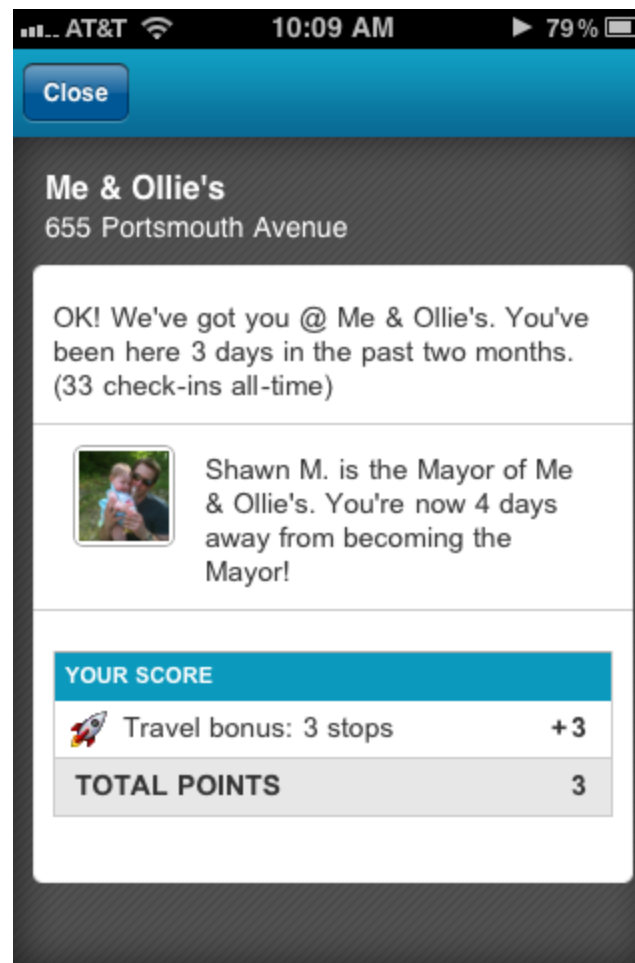 AT&T 10:09 AM 79%
Close
Me & Ollie's
655 Portsmouth Avenue
OK! We've got you @ Me & Ollie's. You've
been here 3 days in the past two months.
(33 check-ins all-time)
Shawn M. is the Mayor of Me
& Ollie's. You're now 4 days
away from becoming the
Mayor!
YOUR SCORE
Travel bonus: 3 stops +3
TOTAL POINTS 3